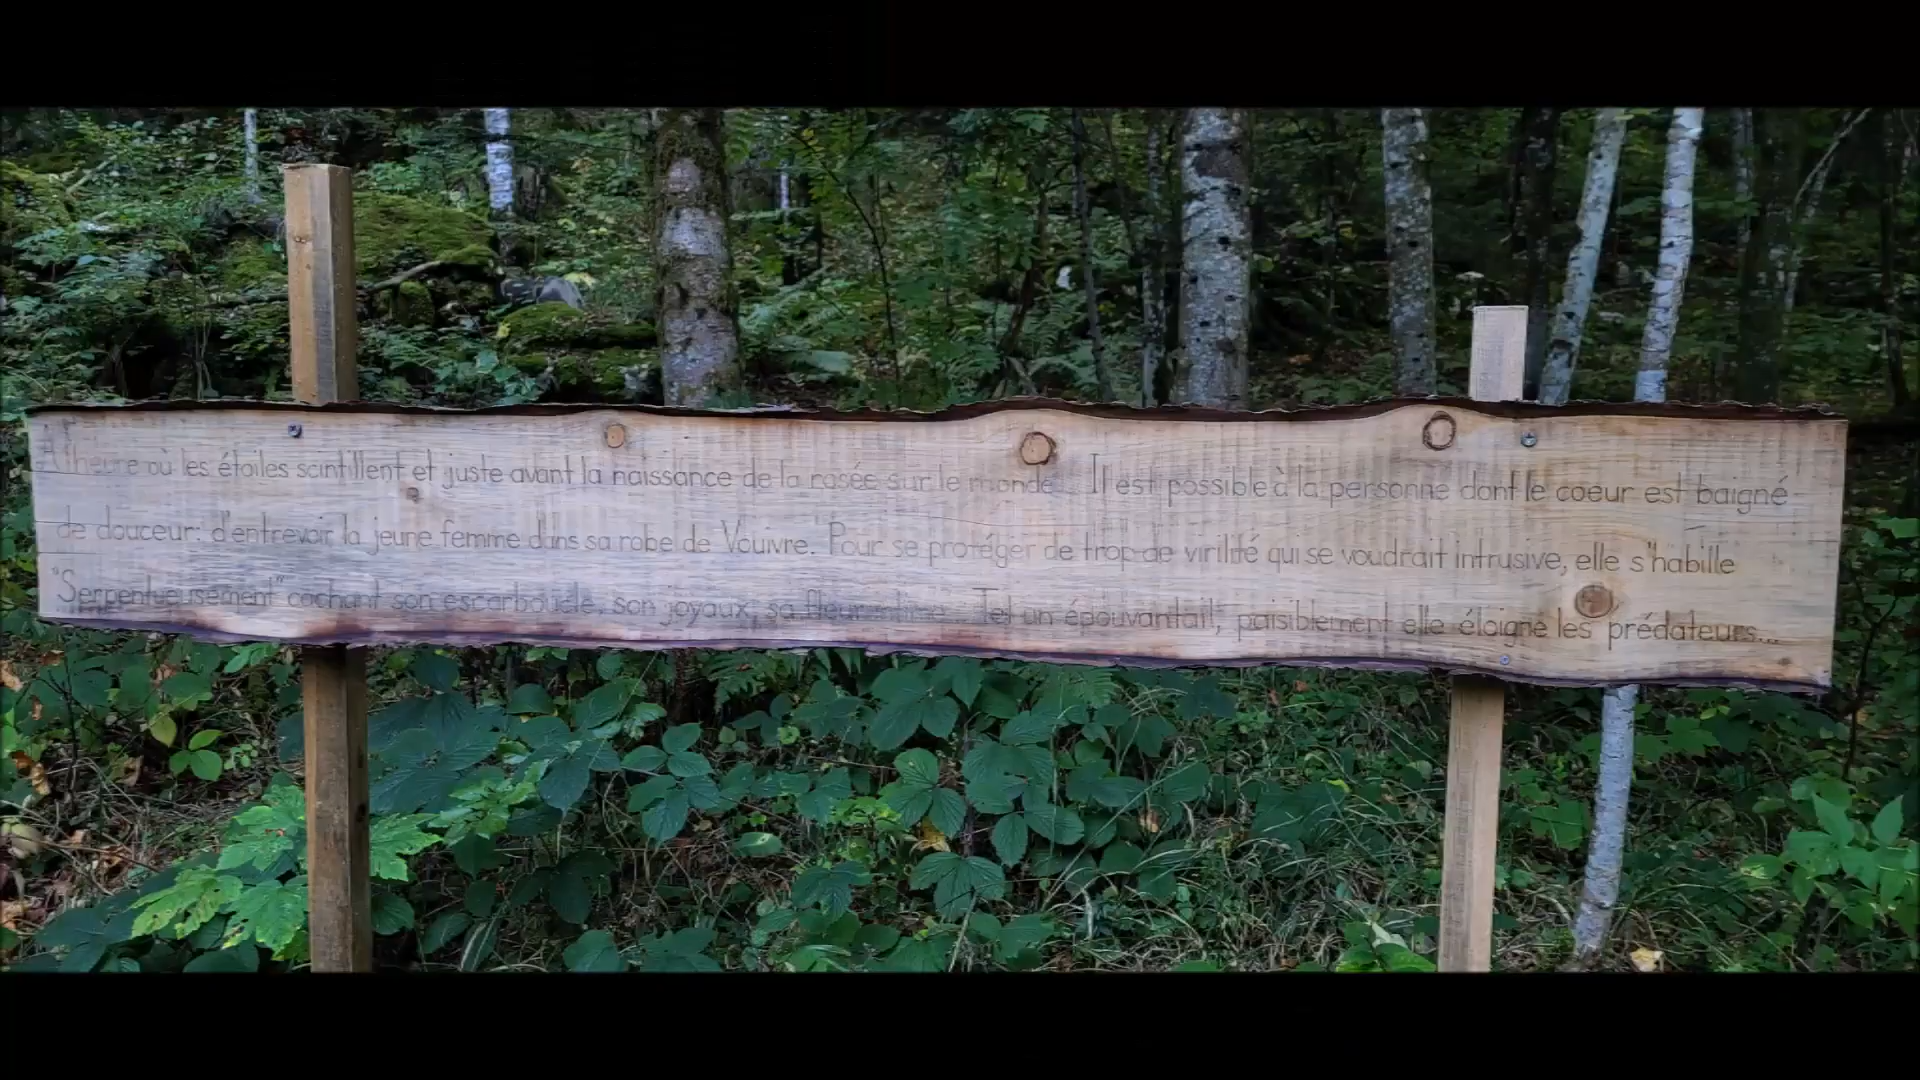 A l'heure où les étoiles scintillent et juste avant la naissance de la rosée sur le monde... Il est possible à la personne dont le coeur est baigné
de douceur: d'entrevoir la jeune femme dans sa robe de Vouivre. Pour se protéger de trop de virilité qui se voudrait intrusive, elle s'habille
"Serpentueusement" cachant son escarboucle, son joyaux, sa fleur intime... Tel un épouvantail, paisiblement elle éloigne les prédateurs...